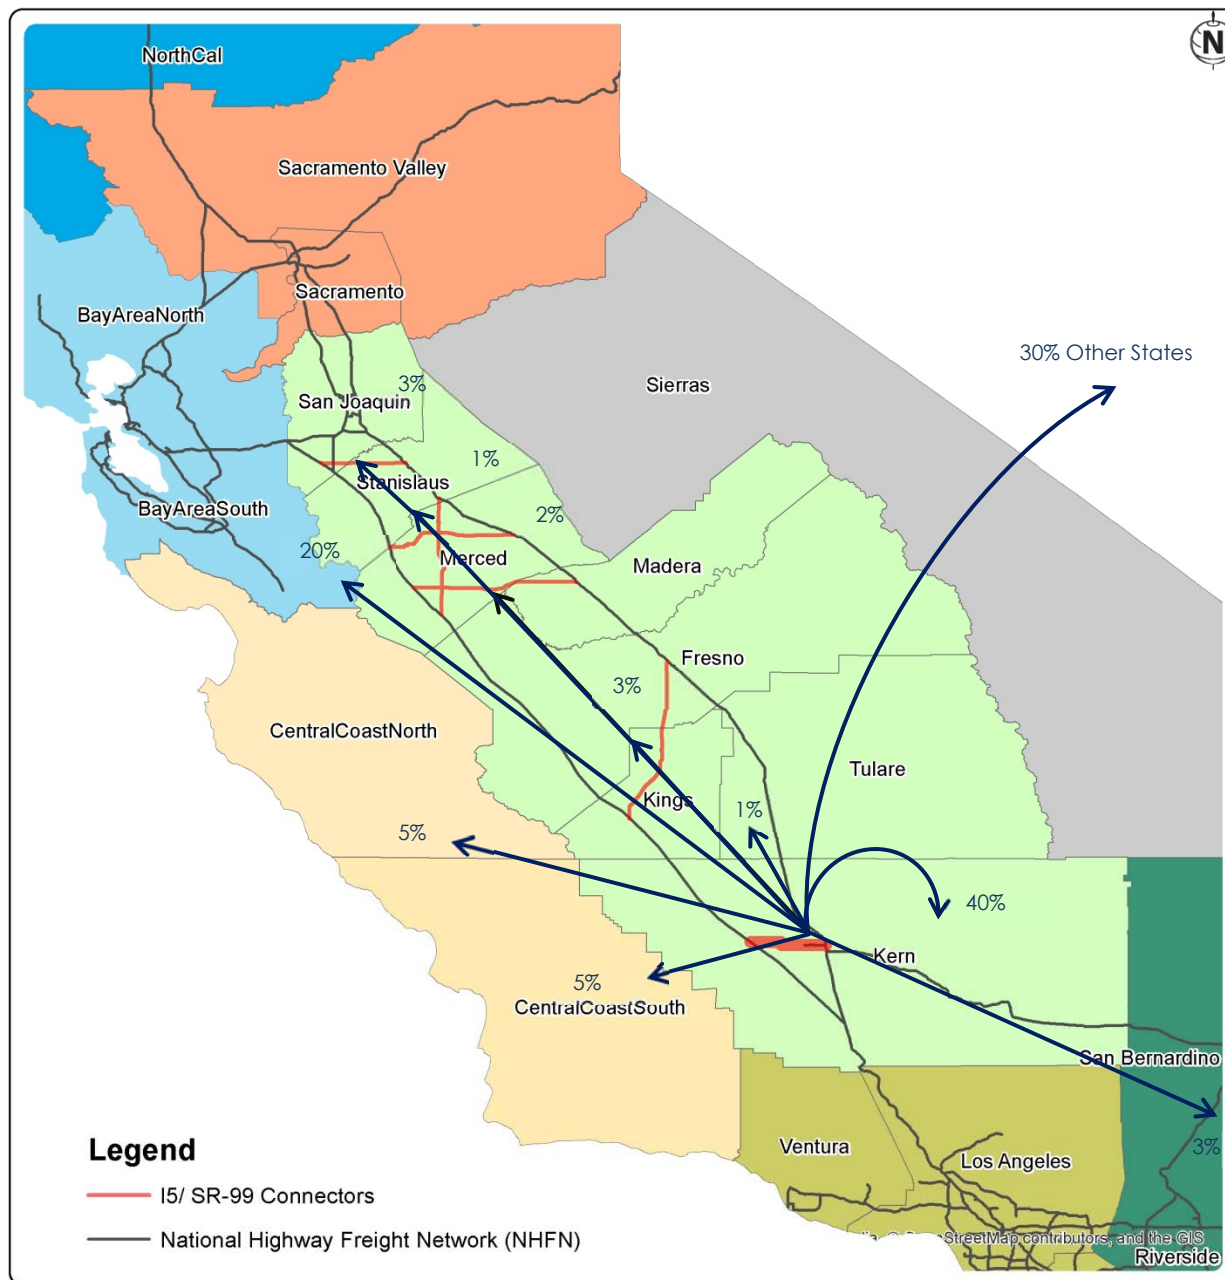 N
NorthCal
Sacramento Valley
Sacramento
BayAreaNorth
30% Other States
3%
Sierras
San Joaquin
1%
Stanislaus
BayAreaSouth
2%
20%
Merced
Madera
Fresno
3%
CentralCoastNorth
Tulare
Kings
1%
5%
40%
Kern
5%
CentralCoastSouth
San Bernardino
Ventura
3%
Los Angeles
Legend
I5/ SR-99 Connectors
National Highway Freight Network (NHFN)
StreetMap contributors, and the GIS
Riverside